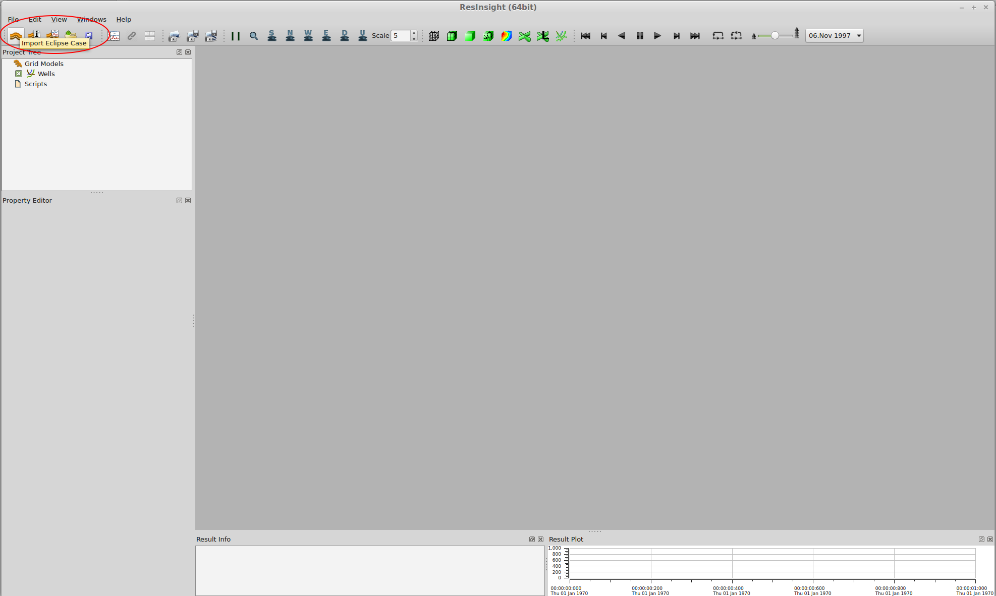 ResInsight (64bit)
File Edit View Windows Help
Import Eclipse Case
S N W E D U Scale 5 06.Nov 1997
Project Tree
Grid Models
Wells
Scripts
Property Editor
Result Info
Result Plot
1,000
800
600
400
200
0
00:00:00:000 00:00:00:200 00:00:00:400 00:00:00:600 00:00:00:800 00:00:01:000
Thu 01 Jan 1970 Thu 01 Jan 1970 Thu 01 Jan 1970 Thu 01 Jan 1970 Thu 01 Jan 1970 Thu 01 Jan 1970